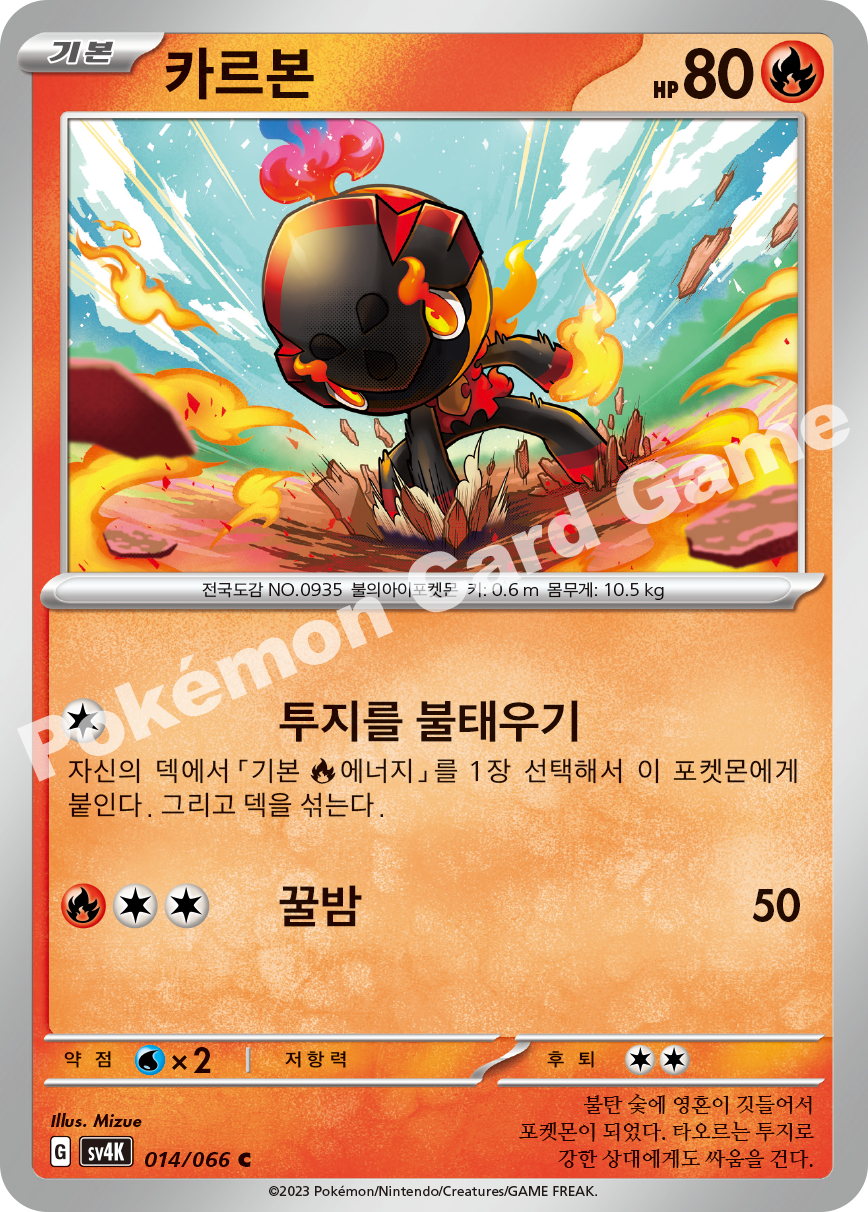 기본 카르본 HP 80
전국도감 NO.0935 불의아이포켓몬 키: 0.6 m 몸무게: 10.5 kg
Pokémon Card Game
투지를 불태우기
자신의 덱에서 「기본 에너지」를 1장 선택해서 이 포켓몬에게
붙인다. 그리고 덱을 섞는다.
꿀밤 50
약점 ×2 저항력 후퇴
불탄 숯에 영혼이 깃들어서
포켓몬이 되었다. 타오르는 투지로
강한 상대에게도 싸움을 건다.
Illus. Mizue
G SV4K 014/066 C
©2023 Pokémon/Nintendo/Creatures/GAME FREAK.